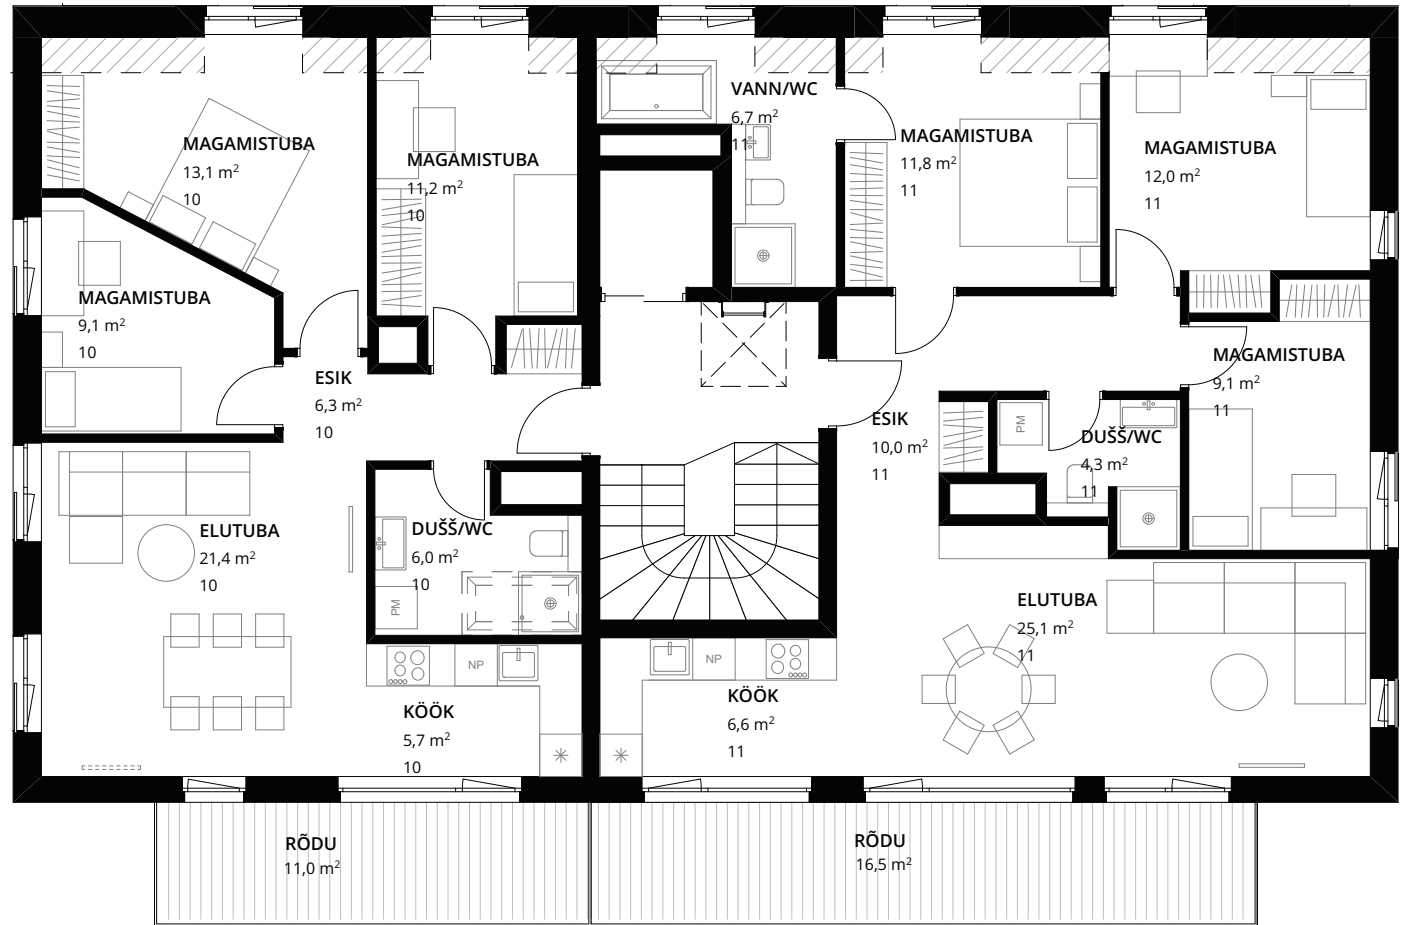 MAGAMISTUBA
13,1 m²
10
MAGAMISTUBA
11,2 m²
10
VANN/WC
6,7 m²
11
MAGAMISTUBA
11,8 m²
11
MAGAMISTUBA
12,0 m²
11
MAGAMISTUBA
9,1 m²
10
ESIK
6,3 m²
10
ESIK
10,0 m²
11
PM
DUŠŠ/WC
4,3 m²
11
MAGAMISTUBA
9,1 m²
11
ELUTUBA
21,4 m²
10
DUŠŠ/WC
6,0 m²
10
PM
ELUTUBA
25,1 m²
11
NP
KÖÖK
5,7 m²
10
NP
KÖÖK
6,6 m²
11
RÕDU
11,0 m²
RÕDU
16,5 m²